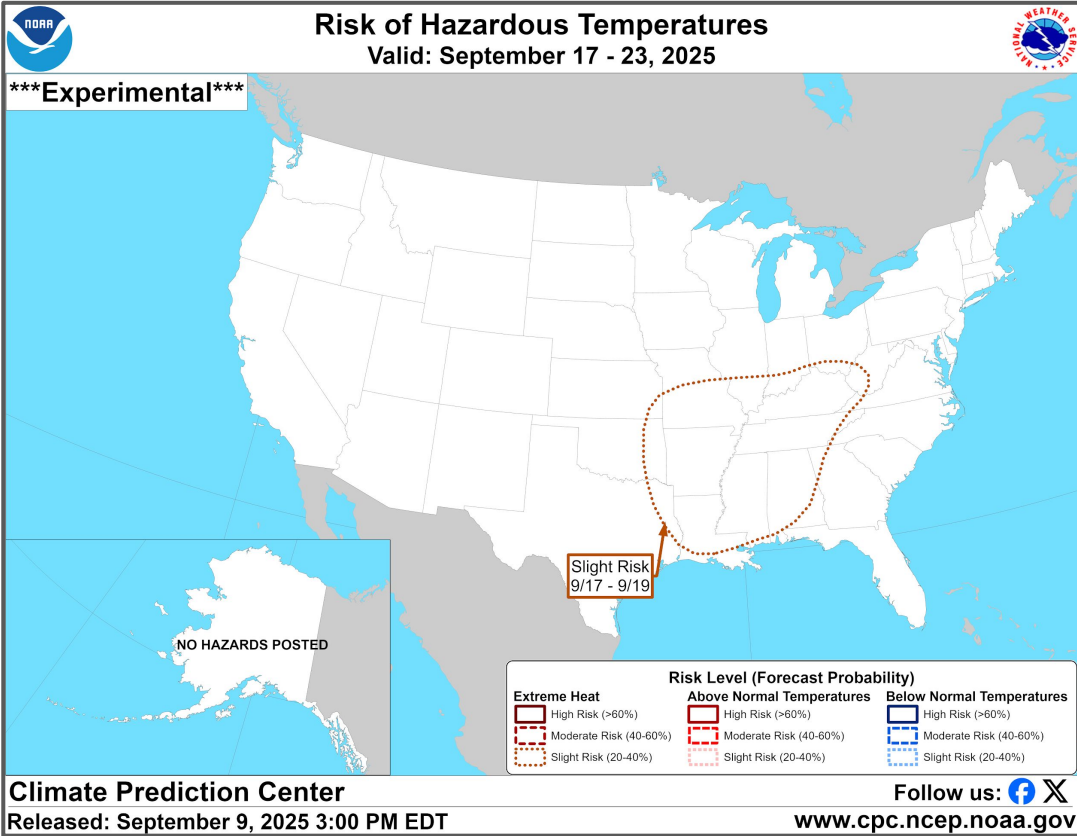 NOAA
Risk of Hazardous Temperatures
Valid: September 17 - 23, 2025
NATIONAL WEATHER SERVICE
***Experimental***
Slight Risk
9/17 - 9/19
NO HAZARDS POSTED
Risk Level (Forecast Probability)
Extreme Heat
High Risk (>60%)
Moderate Risk (40-60%)
Slight Risk (20-40%)
Above Normal Temperatures
High Risk (>60%)
Moderate Risk (40-60%)
Slight Risk (20-40%)
Below Normal Temperatures
High Risk (>60%)
Moderate Risk (40-60%)
Slight Risk (20-40%)
Climate Prediction Center
Follow us:
Released: September 9, 2025 3:00 PM EDT
www.cpc.ncep.noaa.gov